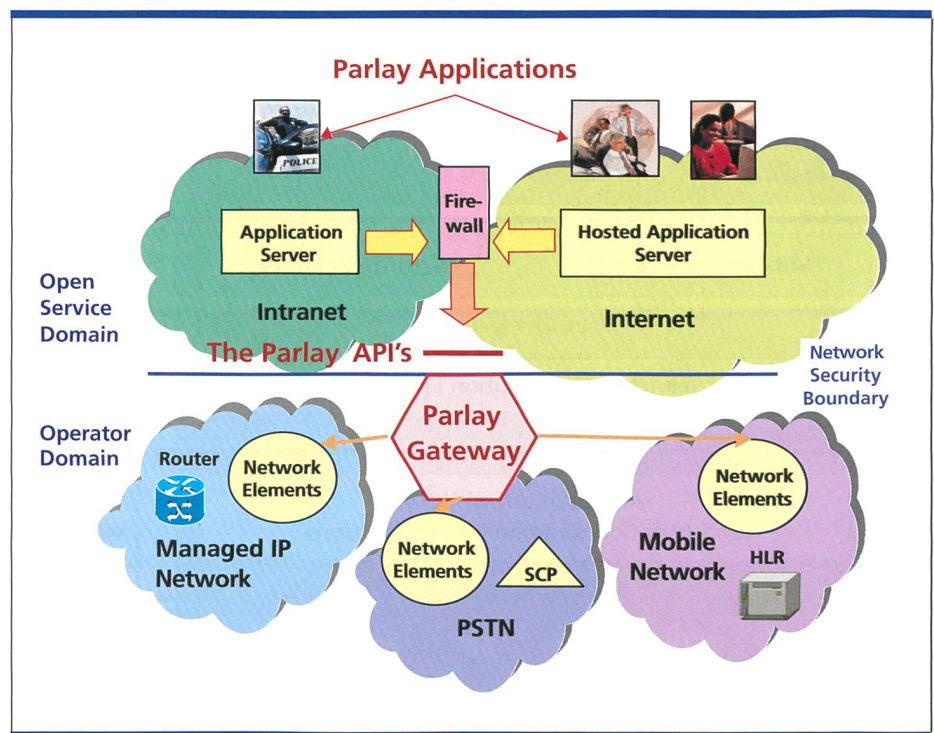 Parlay Applications
POLICE
Fire-
wall
Application
Server
Hosted Application
Server
Open
Service
Domain
Intranet
Internet
The Parlay API's
Network
Security
Boundary
Parlay
Gateway
Operator
Domain
Router
Network
Elements
Managed IP
Network
Network
Elements
SCP
PSTN
Network
Elements
Mobile
Network
HLR